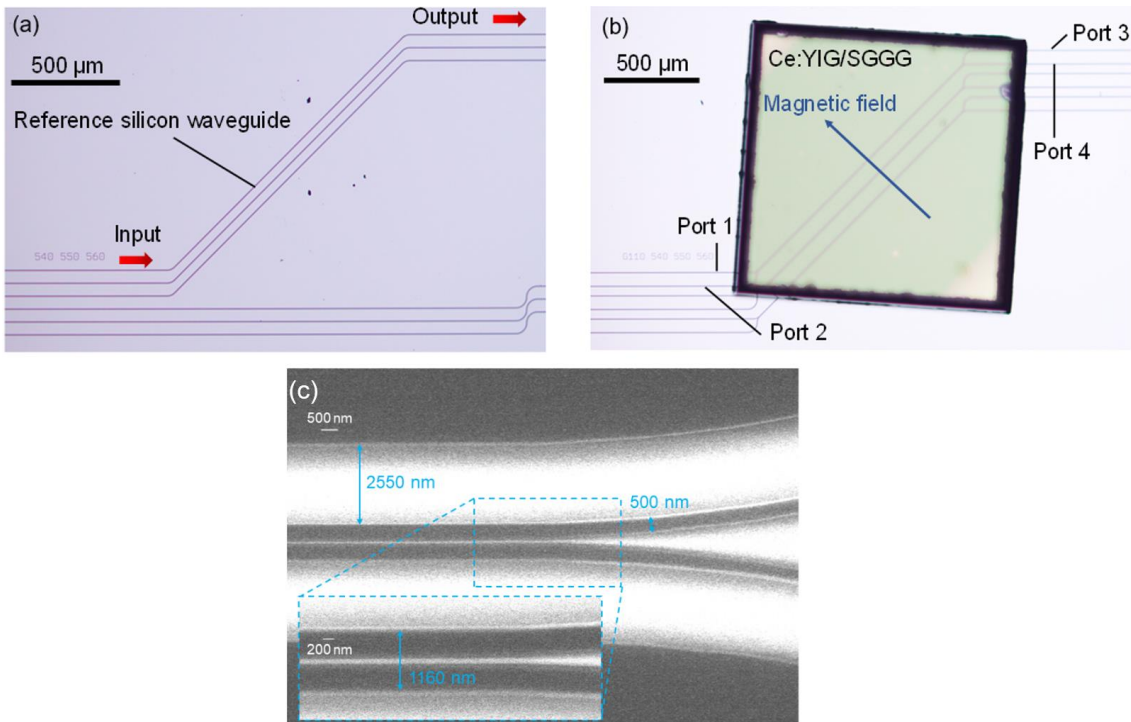 (a)
Output
500 µm
Reference silicon waveguide
Input
540 550 560
(b)
Ce:YIG/SGGG
Port 3
500 µm
Magnetic field
Port 4
Port 1
0110 540 550 560
Port 2
(c)
500 nm
2550 nm
500 nm
200 nm
1160 nm